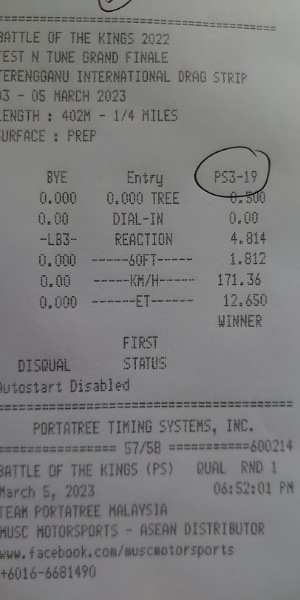 BATTLE OF THE KINGS 2022
TEST N TUNE GRAND FINALE
TERENGGANU INTERNATIONAL DRAG STRIP
03 - 05 MARCH 2023
LENGTH : 402M - 1/4 MILES
SURFACE : PREP
BYE Entry PS3-19
0.000 0.000 TREE 0.500
0.00 DIAL-IN 0.00
-LB3- REACTION 4.814
0.000 -----60FT----- 1.812
0.00 -----KM/H----- 171.36
0.000 ------ET------ 12.650
WINNER
FIRST
DISQUAL STATUS
Autostart Disabled
PORTATREE TIMING SYSTEMS, INC.
================ 57/58 ===========600214
BATTLE OF THE KINGS (PS) QUAL RND 1
March 5, 2023 06:52:01 PM
TEAM PORTATREE MALAYSIA
MUSC MOTORSPORTS - ASEAN DISTRIBUTOR
www.facebook.com/muscmotorsports
+6016-6681490